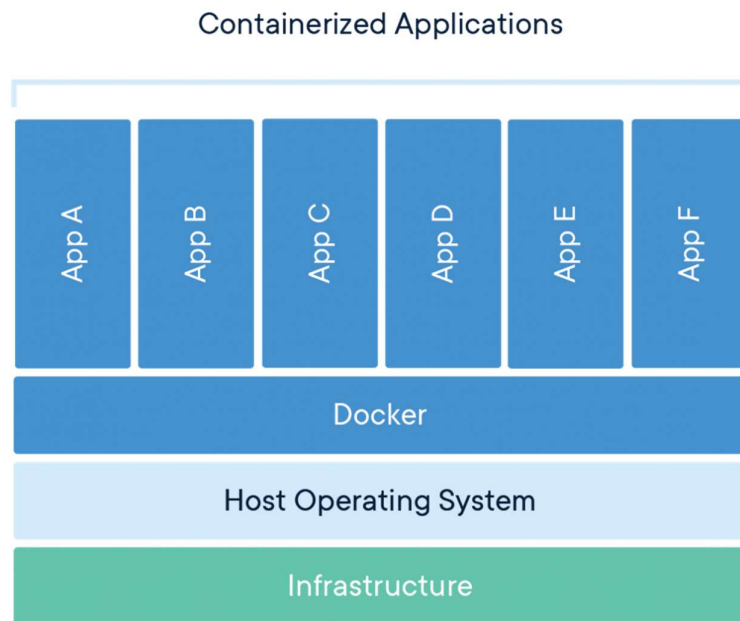 Containerized Applications
App A
App B
App C
App D
App E
App F
Docker
Host Operating System
Infrastructure